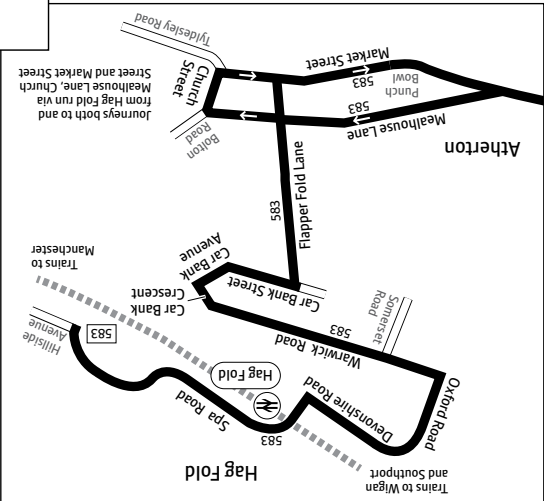 Trains to Wigan
and Southport
Hag Fold
Oxford Road
Devonshire Road
583
Spa Road
Hag Fold
Somerset
Road
Warwick Road
583
583
Hillside
Avenue
Car Bank
Crescent
Car Bank Street
Car Bank
Avenue
Trains to
Manchester
583
Flapper Fold Lane
Atherton
Mealhouse Lane
583
Punch
Bowl
583
Market Street
Bolton
Road
Church
Street
Tyldesley Road
Journeys both to and
from Hag Fold run via
Mealhouse Lane, Church
Street and Market Street